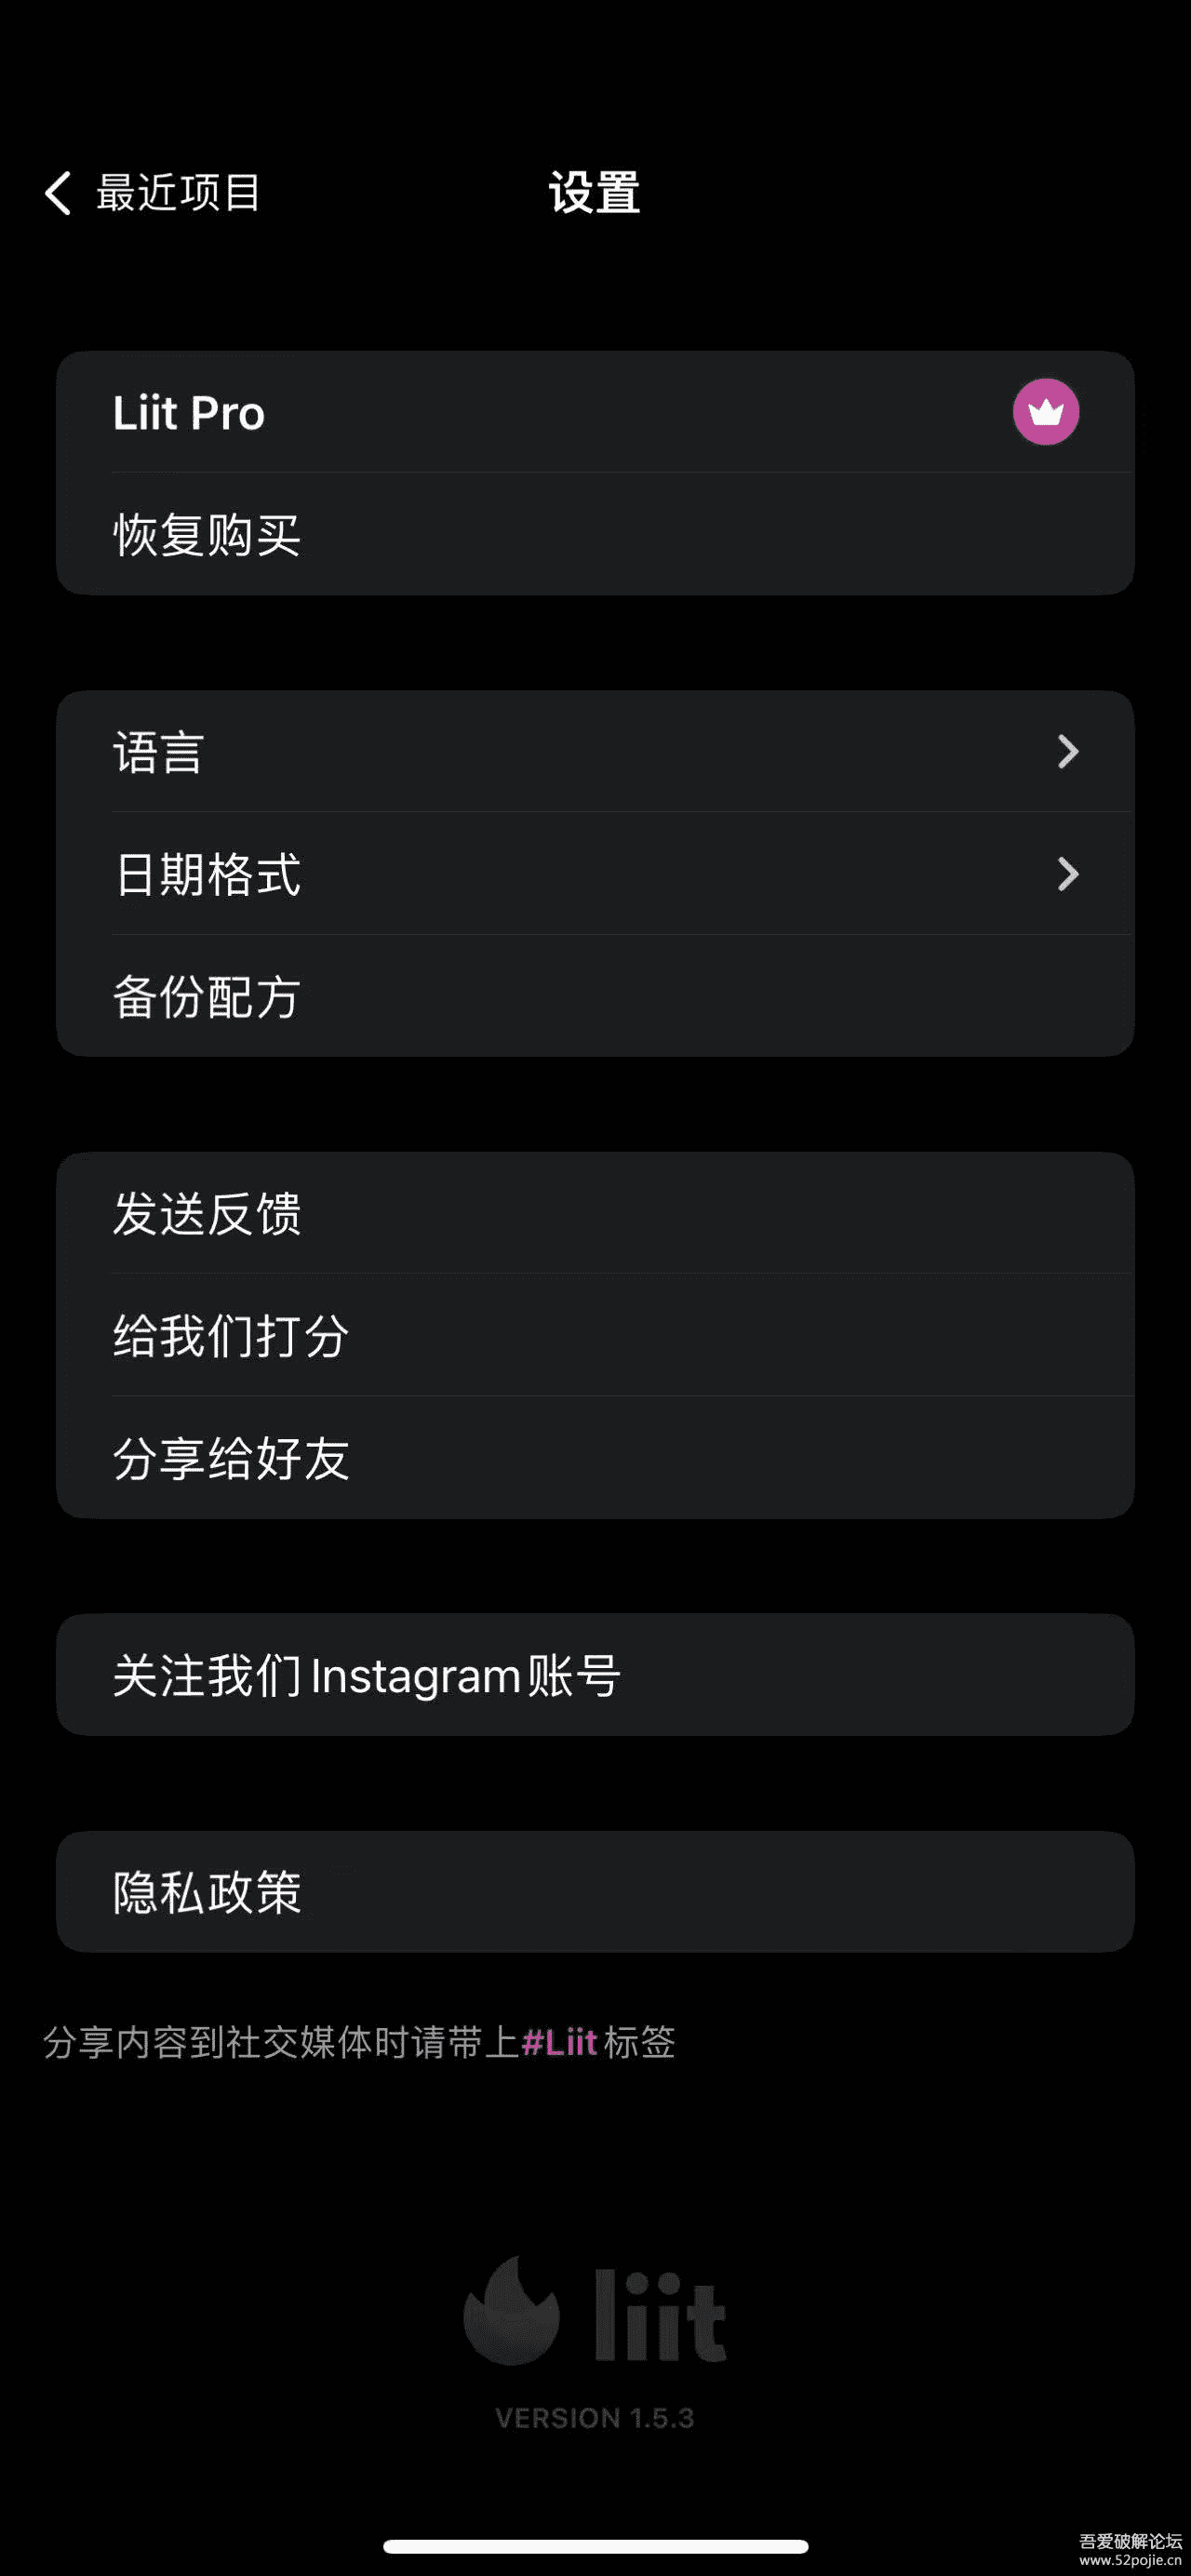 最近项目
设置
Liit Pro
恢复购买
语言
日期格式
备份配方
发送反馈
给我们打分
分享给好友
关注我们Instagram账号
隐私政策
分享内容到社交媒体时请带上#Liit标签
liit
VERSION 1.5.3
吾爱破解论坛
www.52pojie.cn